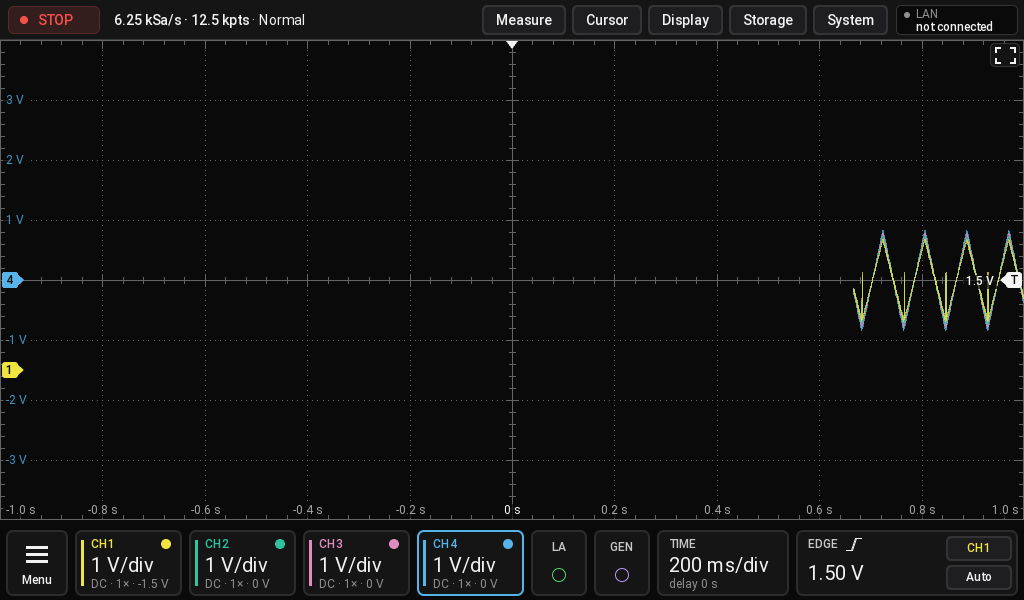 STOP
6.25 kSa/s · 12.5 kpts · Normal
Measure
Cursor
Display
Storage
System
LAN
not connected
3 V
2 V
1 V
4
1.5 V
T
-1 V
1
-2 V
-3 V
-1.0 s
-0.8 s
-0.6 s
-0.4 s
-0.2 s
0 s
0.2 s
0.4 s
0.6 s
0.8 s
1.0 s
Menu
CH1
1 V/div
DC · 1× · -1.5 V
CH2
1 V/div
DC · 1× · 0 V
CH3
1 V/div
DC · 1× · 0 V
CH4
1 V/div
DC · 1× · 0 V
LA
GEN
TIME
200 ms/div
delay 0 s
EDGE
1.50 V
CH1
Auto